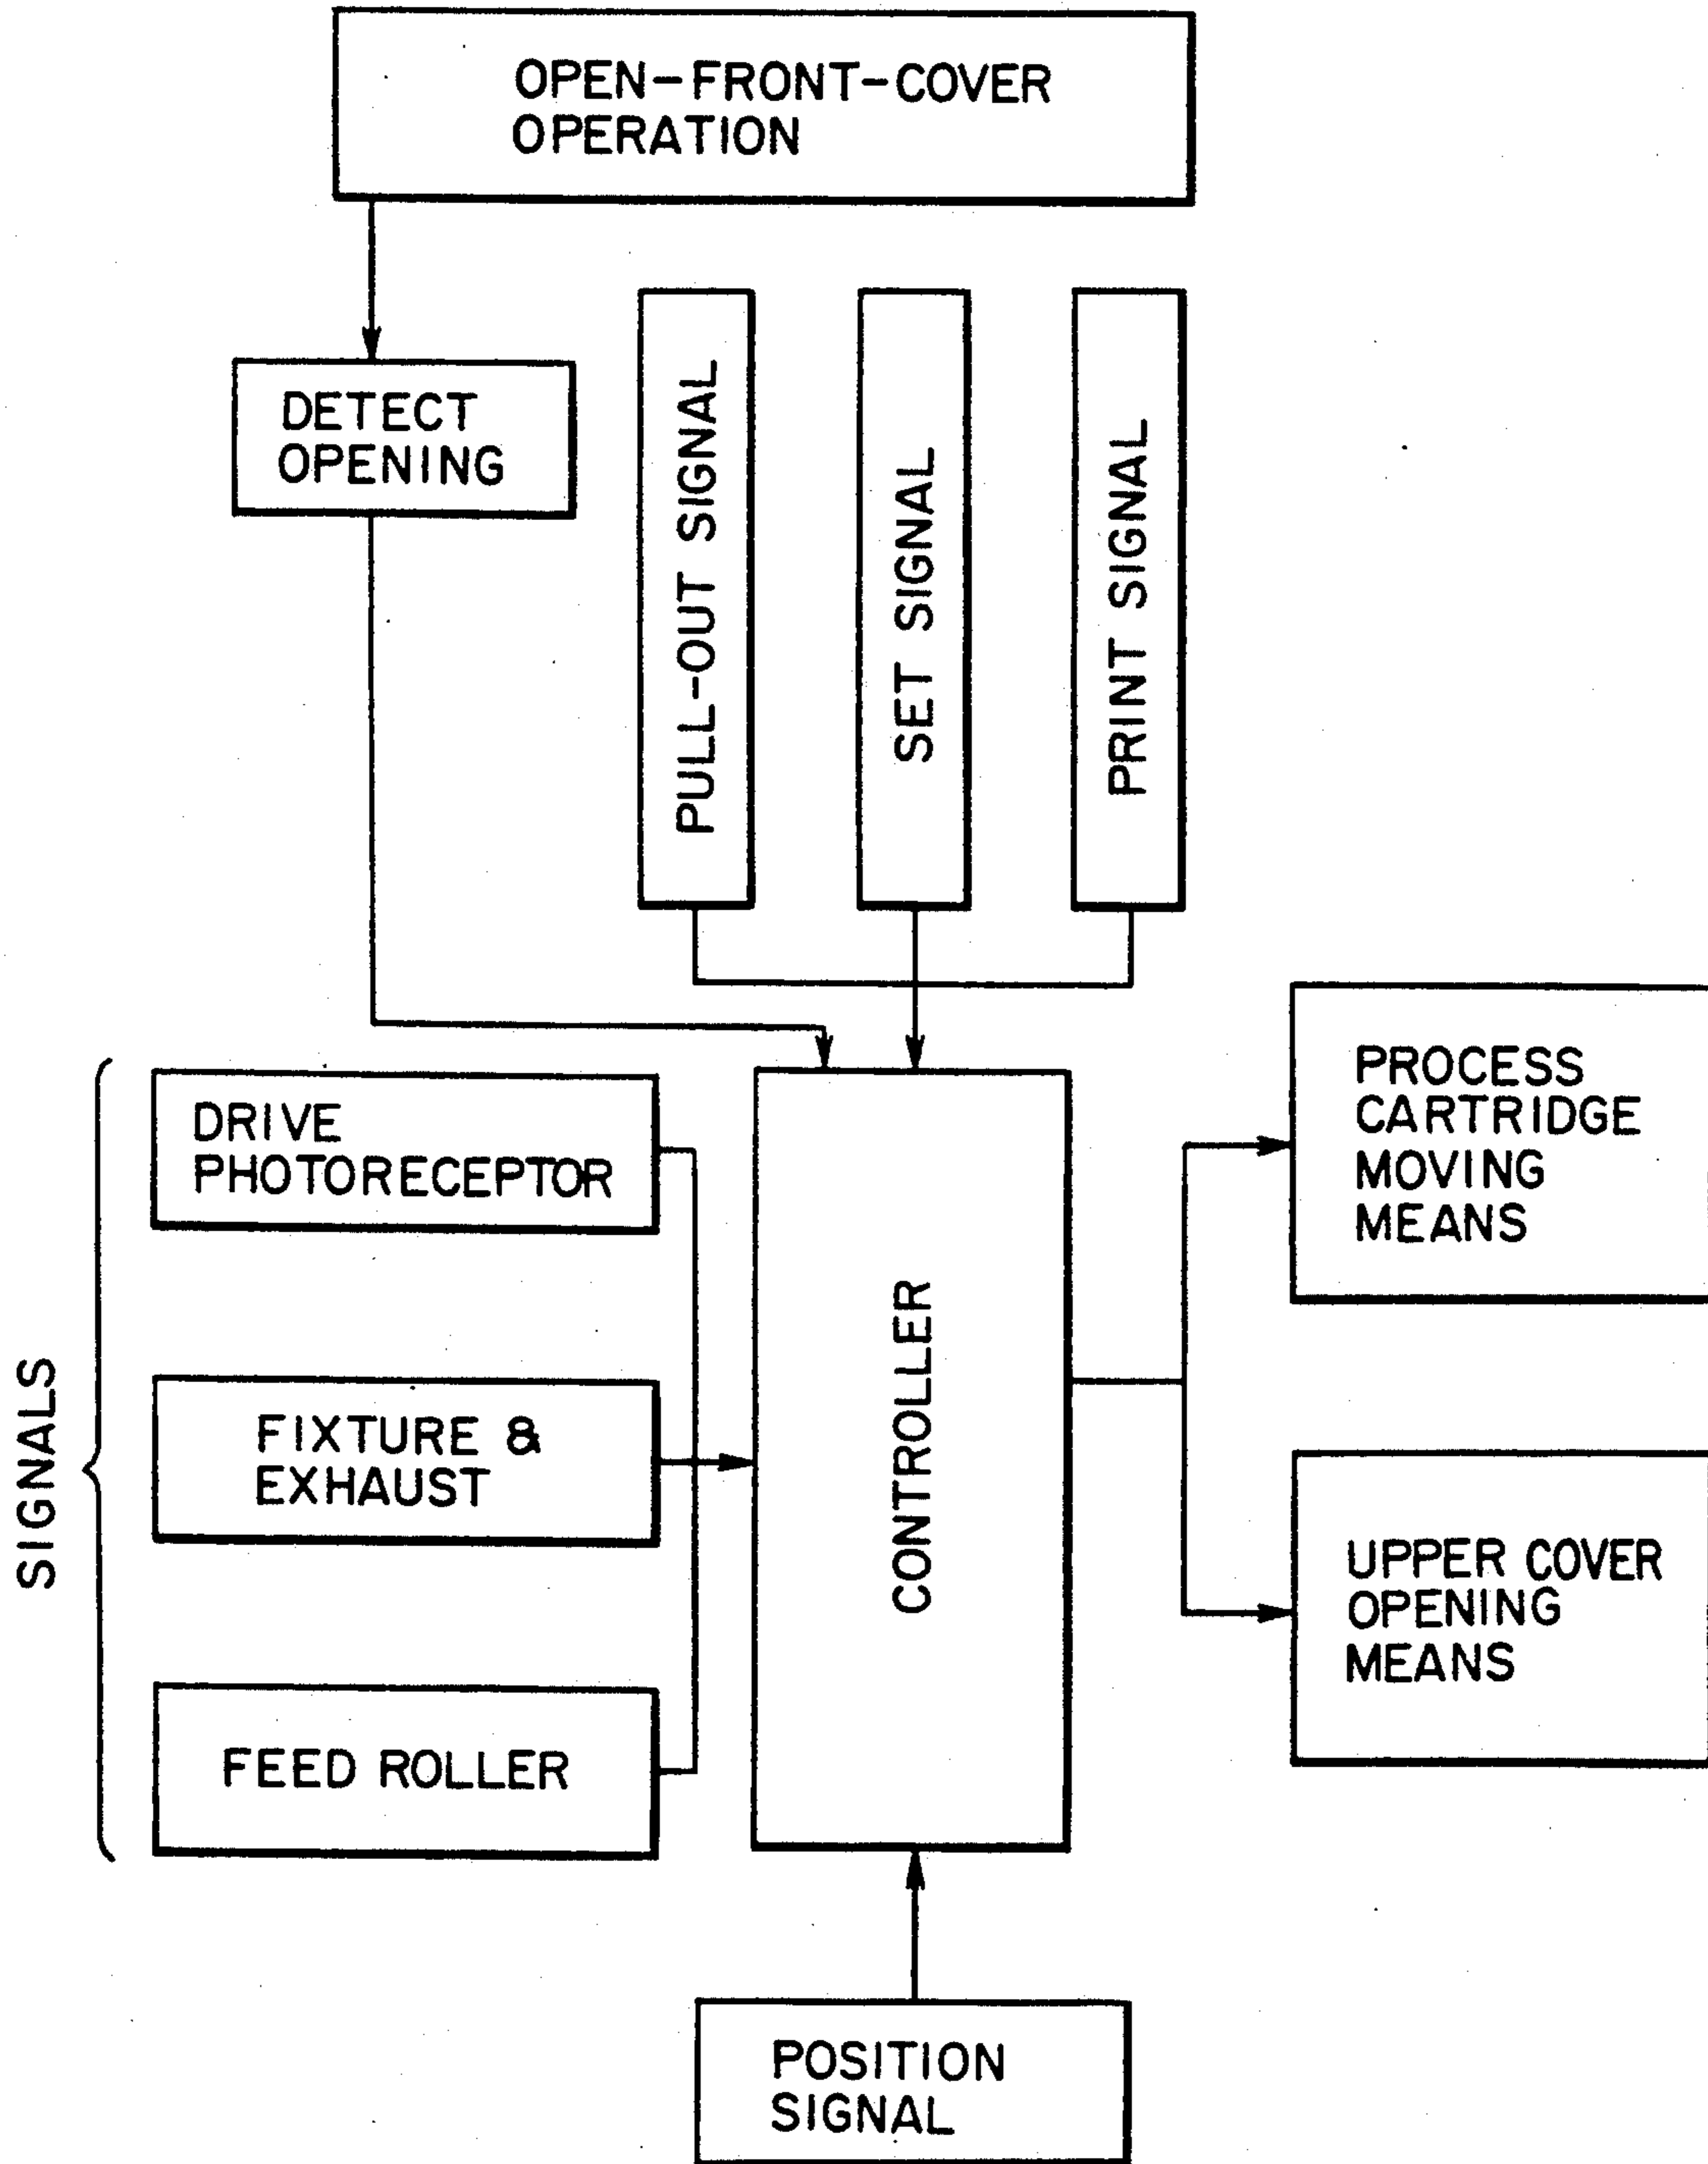 OPEN-FRONT-COVER
OPERATION
DETECT
OPENING
PULL-OUT SIGNAL
SET SIGNAL
PRINT SIGNAL
SIGNALS
DRIVE
PHOTORECEPTOR
FIXTURE &
EXHAUST
FEED ROLLER
CONTROLLER
PROCESS
CARTRIDGE
MOVING
MEANS
UPPER COVER
OPENING
MEANS
POSITION
SIGNAL